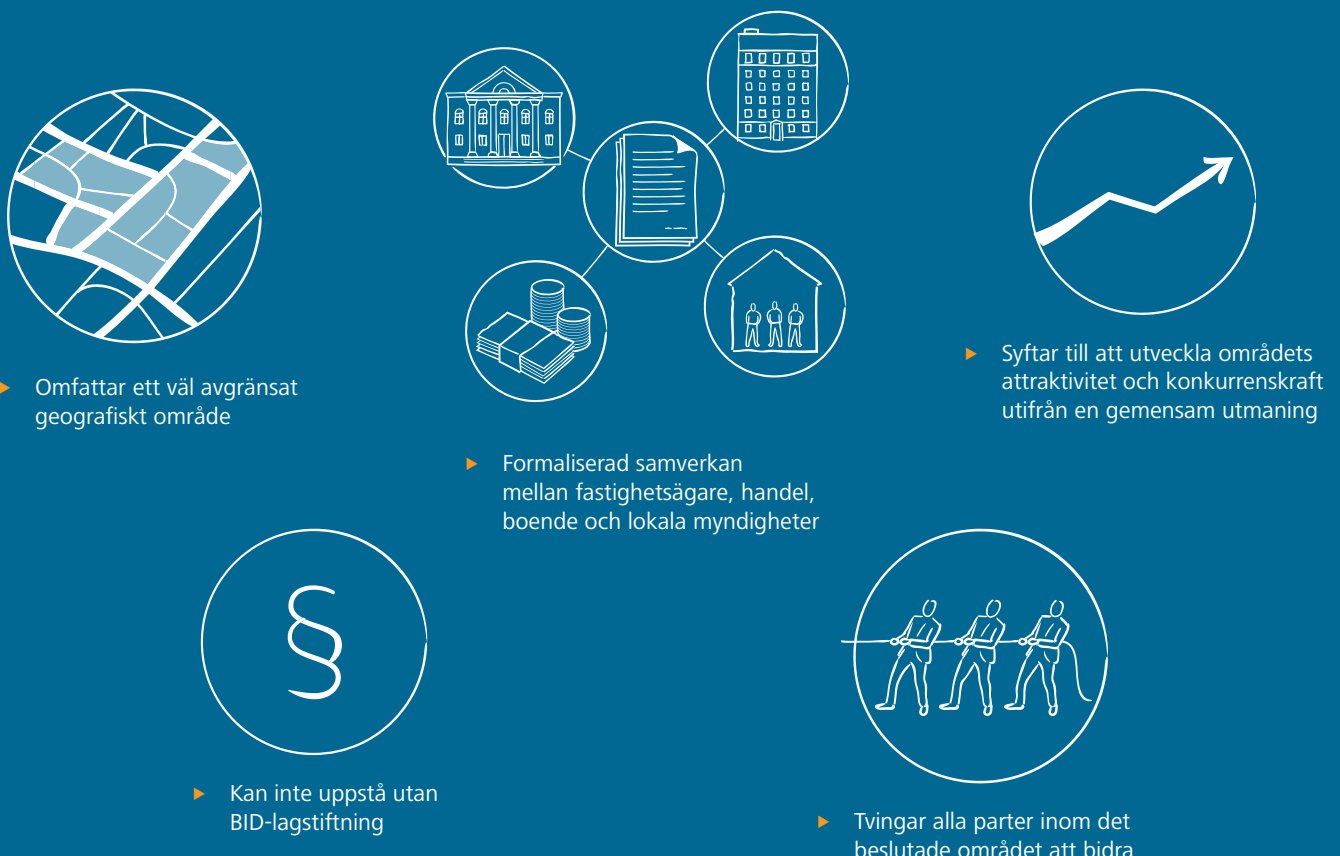 Omfattar ett väl avgränsat
geografiskt område
Formaliserad samverkan
mellan fastighetsägare, handel,
boende och lokala myndigheter
Syftar till att utveckla områdets
attraktivitet och konkurrenskraft
utifrån en gemensam utmaning
§
Kan inte uppstå utan
BID-lagstiftning
Tvingar alla parter inom det
beslutade området att bidra